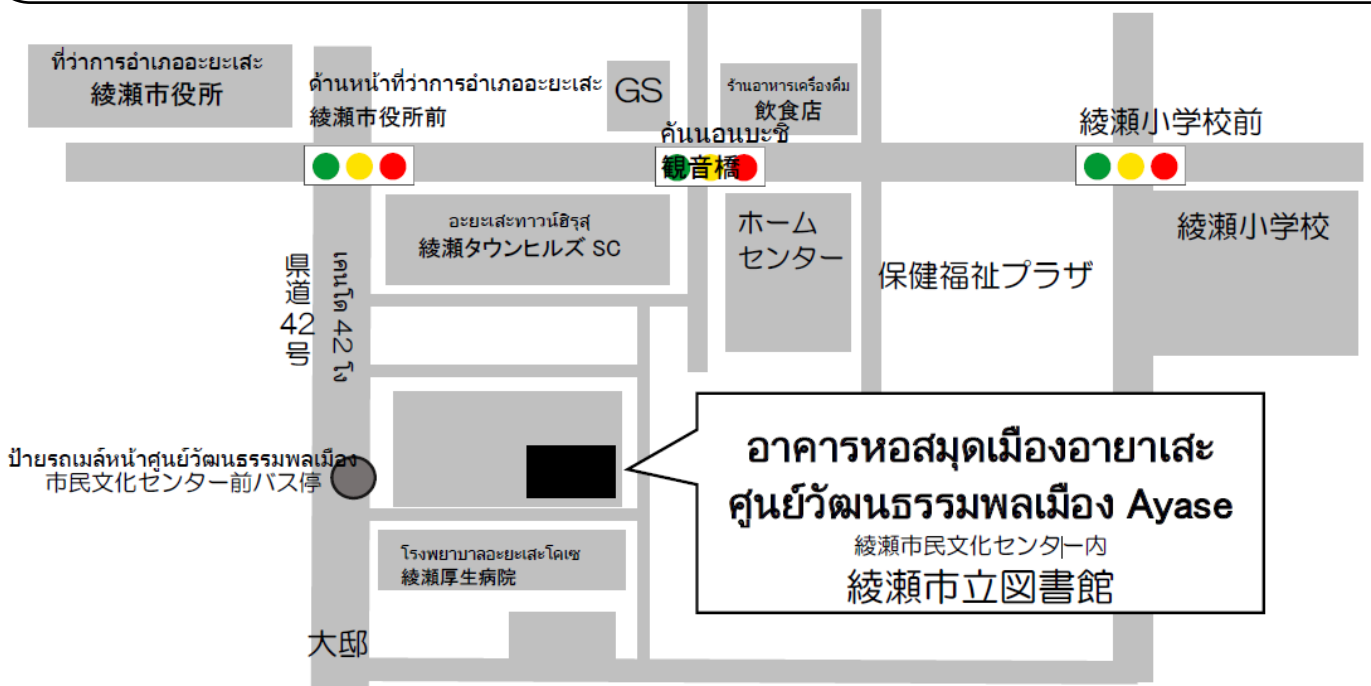 ที่ว่าการอำเภออะยะเสะ
綾瀬市役所
ด้านหน้าที่ว่าการอำเภออะยะเสะ
綾瀬市役所前
GS
ร้านอาหารเครื่องดื่ม
飲食店
คันนอนบะชิ
観音橋
綾瀬小学校前
อะยะเสะทาวน์ฮิรุสุ
綾瀬タウンヒルズ SC
ホーム
センター
保健福祉プラザ
綾瀬小学校
県道42号
เคนโด 42 โง
ป้ายรถเมล์หน้าศูนย์วัฒนธรรมพลเมือง
市民文化センター前バス停
อาคารหอสมุดเมืองอายาเสะ
ศูนย์วัฒนธรรมพลเมือง Ayase
綾瀬市民文化センター内
綾瀬市立図書館
โรงพยาบาลอะยะเสะโคเซ
綾瀬厚生病院
大邸